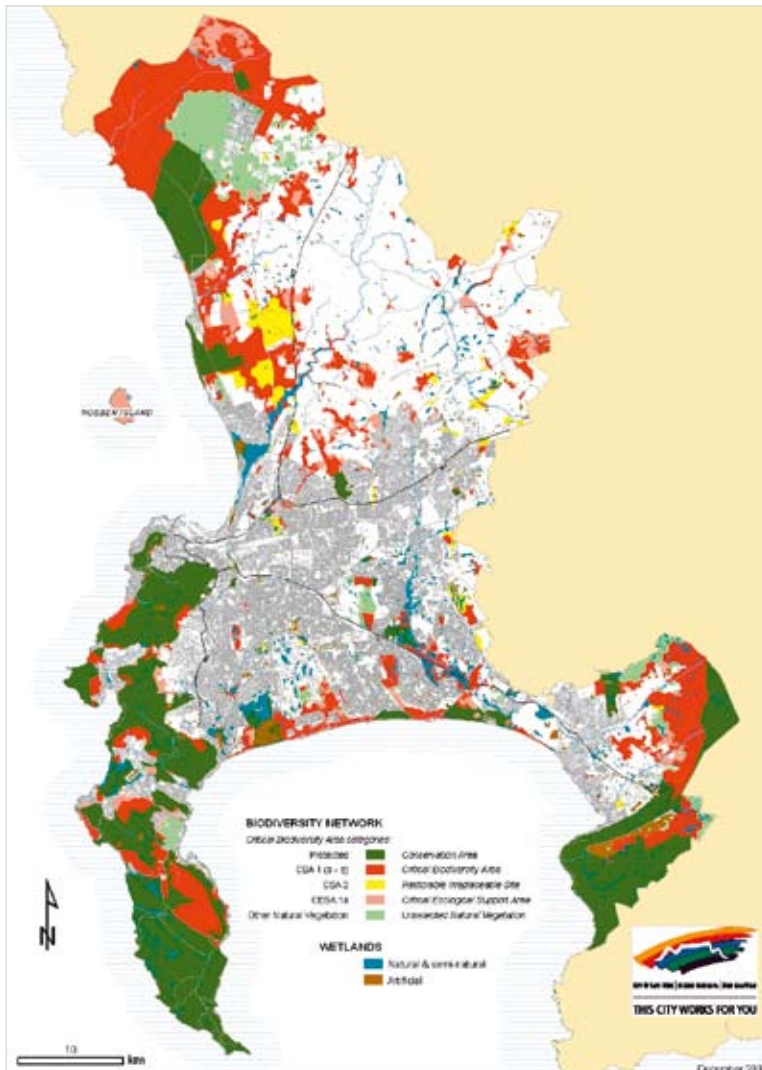 ROBBEN ISLAND
BIODIVERSITY NETWORK
Critical Biodiversity Area categories
Protected Conservation Area
Critical Biodiversity Area
CBA 2 Restorable Irreplaceable Site
CESA 1a Critical Ecological Support Area
Other Natural Vegetation Unselected Natural Vegetation
WETLANDS
Natural & semi-natural
Artificial
N
THIS CITY WORKS FOR YOU
10
km
December